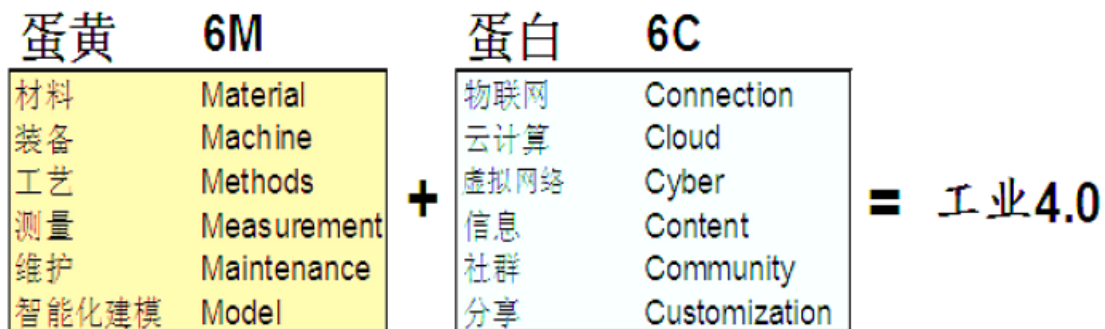 蛋黄 6M
材料 Material
装备 Machine
工艺 Methods
测量 Measurement
维护 Maintenance
智能化建模 Model
+
蛋白 6C
物联网 Connection
云计算 Cloud
虚拟网络 Cyber
信息 Content
社群 Community
分享 Customization
= 工业4.0